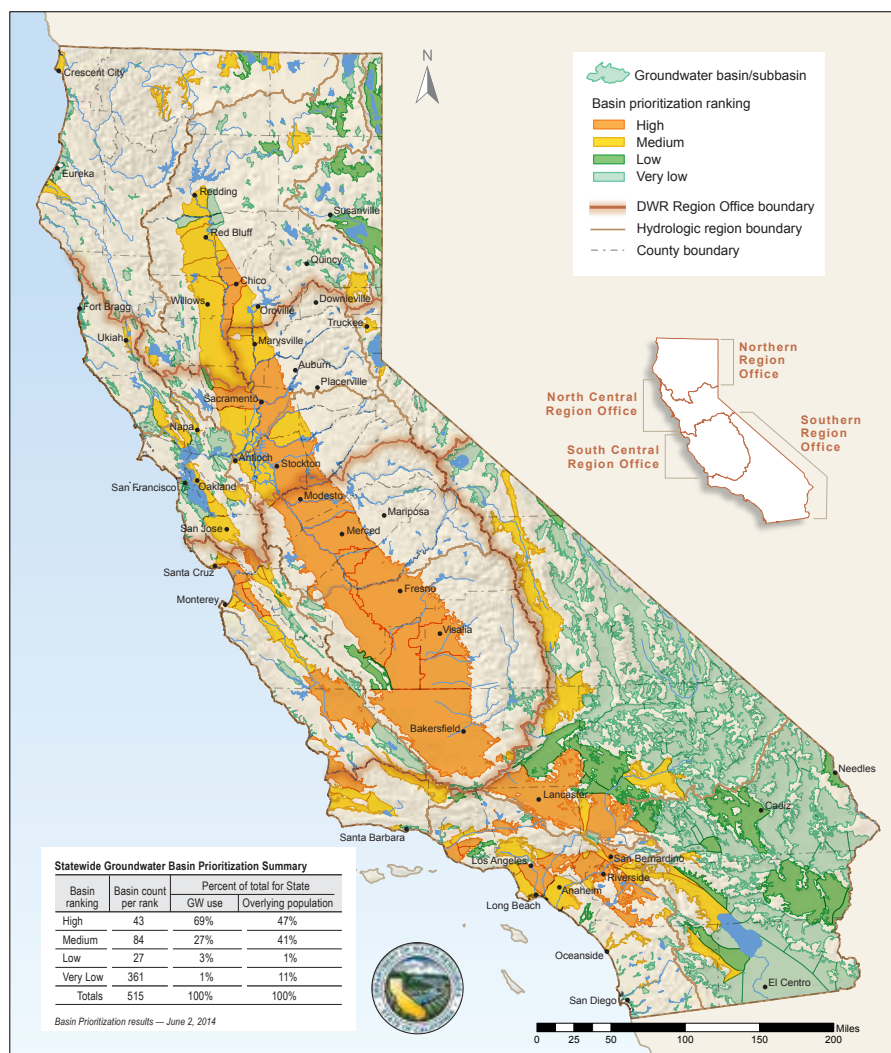 N
Groundwater basin/subbasin
Basin prioritization ranking
High
Medium
Low
Very low
DWR Region Office boundary
Hydrologic region boundary
County boundary
Crescent City
Eureka
Redding
Susanville
Red Bluff
Quincy
Chico
Fort Bragg
Willows
Oroville
Downieville
Truckee
Ukiah
Marysville
Auburn
Placerville
Sacramento
Napa
Antioch
Stockton
San Francisco
Oakland
Modesto
Mariposa
San Jose
Merced
Santa Cruz
Monterey
Fresno
Visalia
Bakersfield
Needles
Lancaster
Cadiz
Santa Barbara
Los Angeles
San Bernardino
Riverside
Anaheim
Long Beach
Oceanside
El Centro
San Diego
Northern
Region
Office
North Central
Region Office
Southern
Region
Office
South Central
Region Office
Statewide Groundwater Basin Prioritization Summary
Basin ranking Basin count per rank Percent of total for State
GW use Overlying population
High 43 69% 47%
Medium 84 27% 41%
Low 27 3% 1%
Very Low 361 1% 11%
Totals 515 100% 100%
Basin Prioritization results — June 2, 2014
Miles
0 25 50 100 150 200